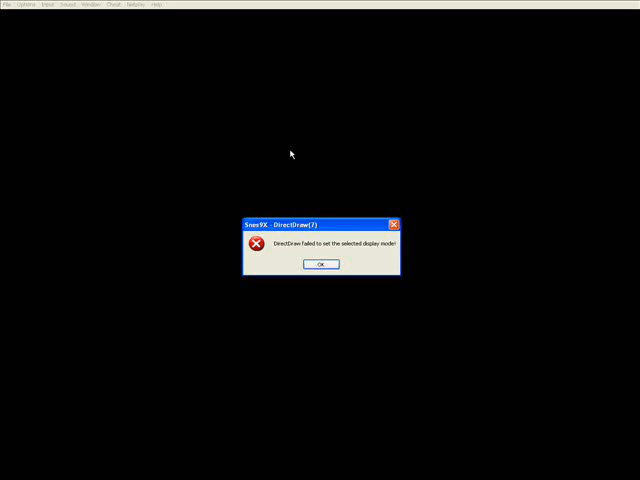 File Options Input Sound Window Cheat Netplay Help
Snes9X - DirectDraw(7)
DirectDraw failed to set the selected display mode!
OK